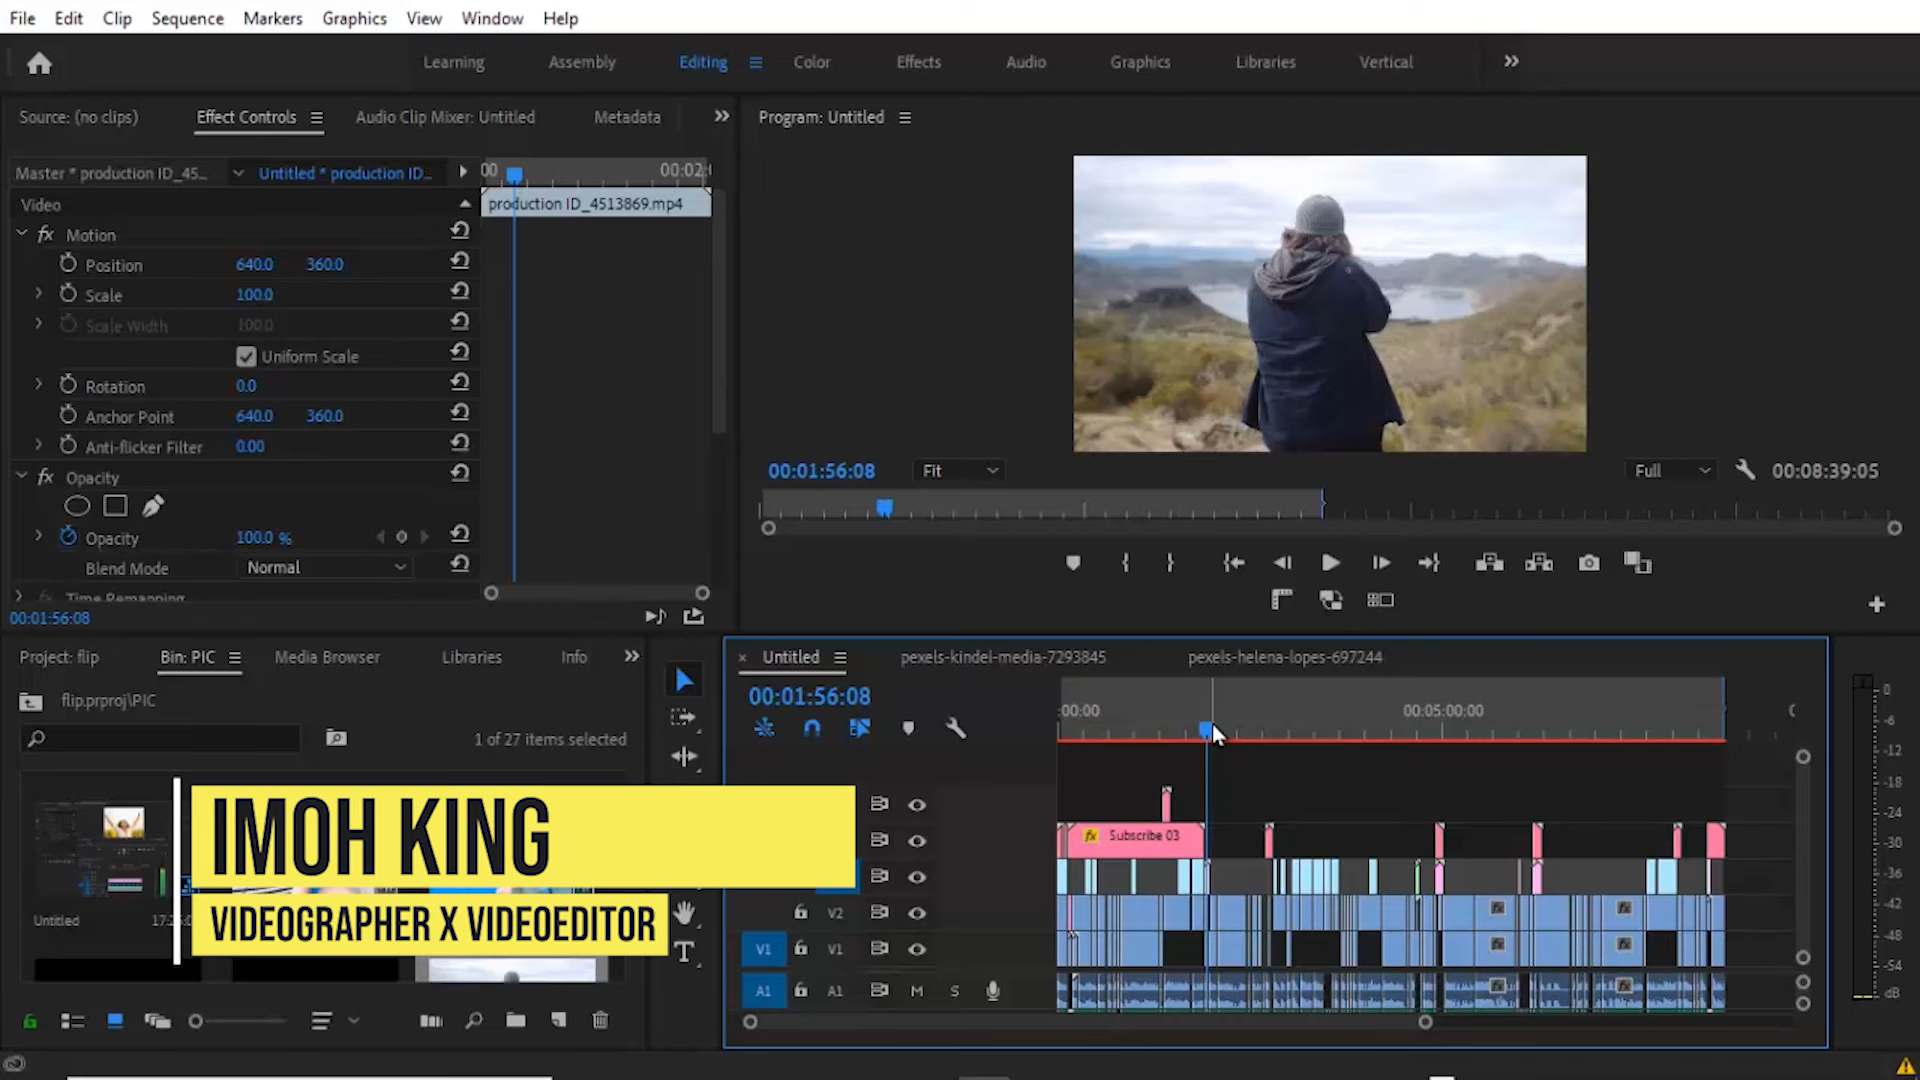 File Edit Clip Sequence Markers Graphics View Window Help
Learning Assembly Editing Color Effects Audio Graphics Libraries Vertical
Source: (no clips) Effect Controls Audio Clip Mixer: Untitled Metadata
Program: Untitled
Master * production ID_45... Untitled * production ID... 00 00:02:
Video
production ID_4513869.mp4
fx Motion
Position 640.0 360.0
Scale 100.0
Scale Width 100.0
Uniform Scale
Rotation 0.0
Anchor Point 640.0 360.0
Anti-flicker Filter 0.00
fx Opacity
Opacity 100.0 %
Blend Mode Normal
fx Time Remapping
00:01:56:08
00:01:56:08 Fit Full 00:08:39:05
Project: flip Bin: PIC Media Browser Libraries Info
flip.prproj\PIC
1 of 27 items selected
Untitled
IMOH KING
VIDEOGRAPHER X VIDEOEDITOR
Untitled pexels-kindel-media-7293845 pexels-helena-lopes-697244
00:01:56:08
:00:00 00:05:00:00
fx Subscribe 03
V2
V1 V1
A1 A1 M S
T
0
-6
-12
-18
-24
-30
-36
-42
-48
-54
dB